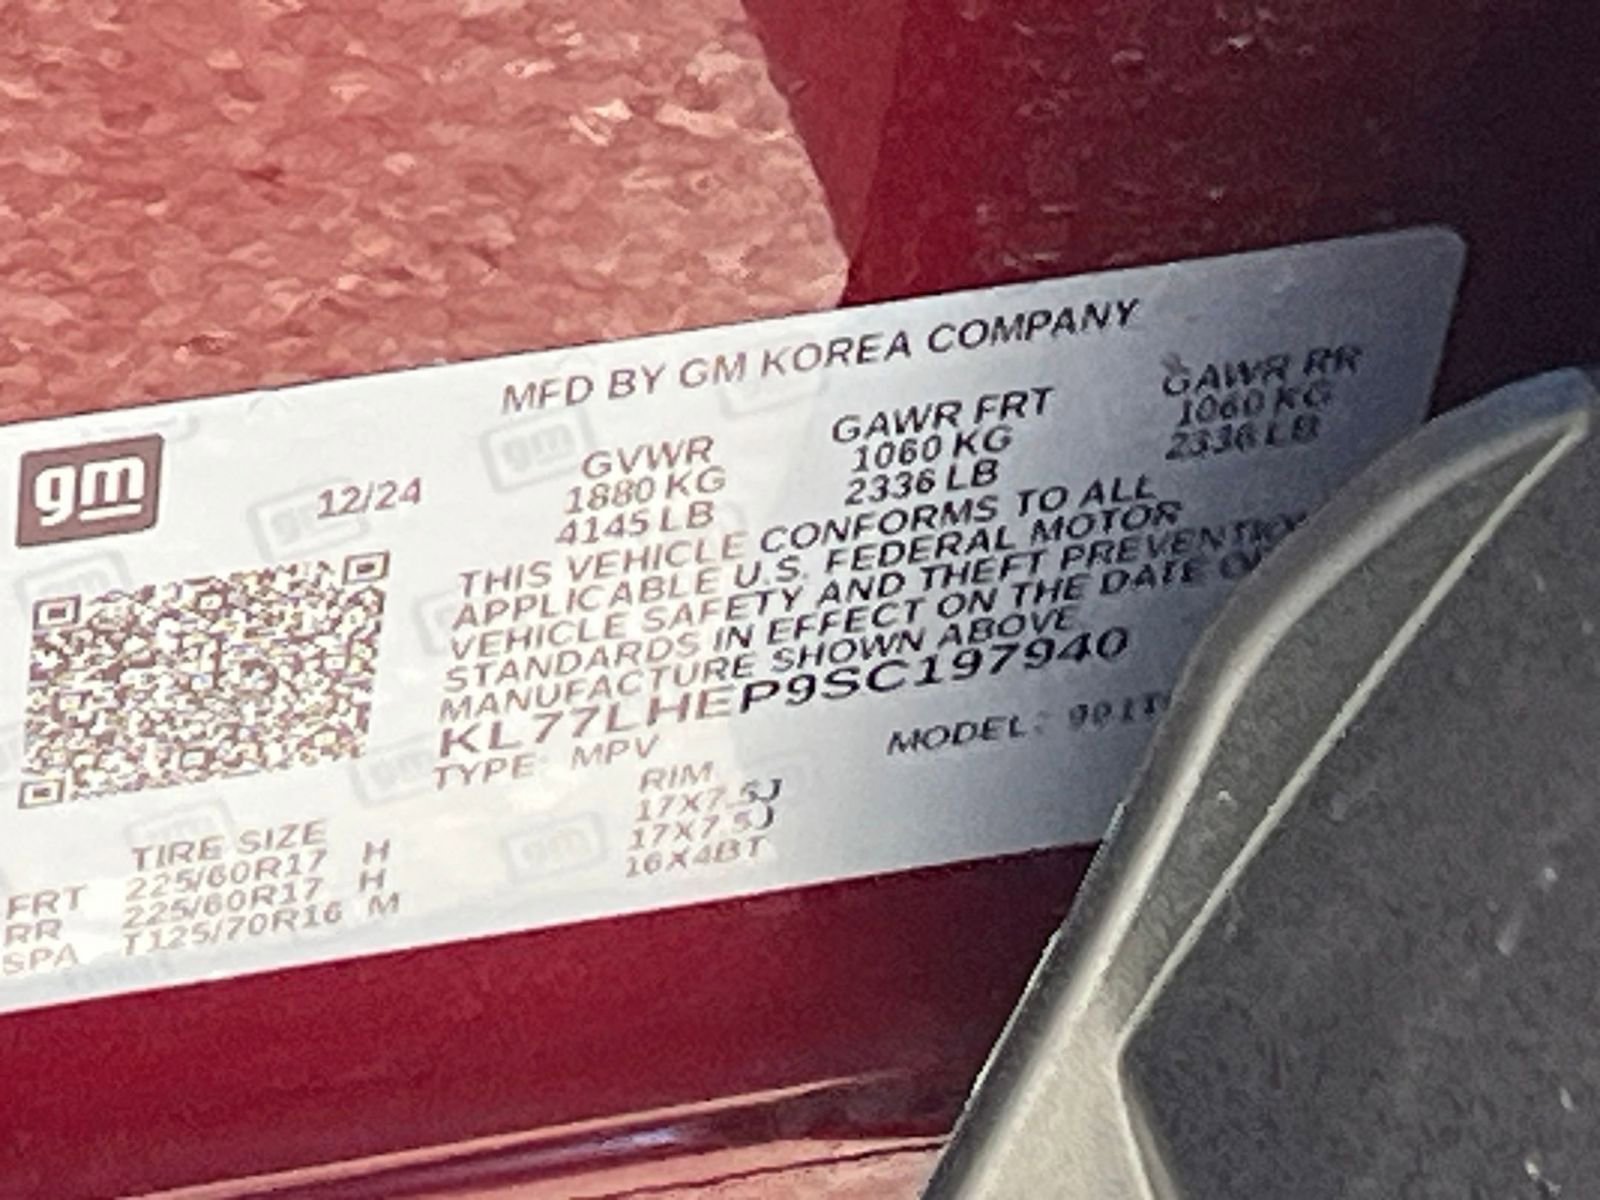 MFD BY GM KOREA COMPANY
gm
12/24
GVWR
1880 KG
4145 LB
GAWR FRT
1060 KG
2336 LB
GAWR RR
1060 KG
2336 LB
THIS VEHICLE CONFORMS TO ALL
APPLICABLE U.S. FEDERAL MOTOR
VEHICLE SAFETY AND THEFT PREVENTION
STANDARDS IN EFFECT ON THE DATE
MANUFACTURE SHOWN ABOVE
KL77LHEP9SC197940
TYPE: MPV
MODEL:
TIRE SIZE
RIM
FRT 225/60R17 H 17X7.5J
RR 225/60R17 H 17X7.5J
SPA T125/70R16 M 16X4BT